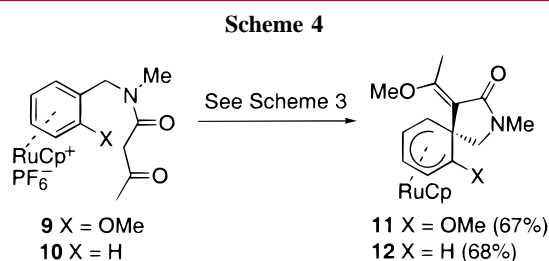 Scheme 4
Me
N
X
O
O
RuCp+
PF6−
9 X = OMe
10 X = H
See Scheme 3
MeO
O
NMe
X
RuCp
11 X = OMe (67%)
12 X = H (68%)